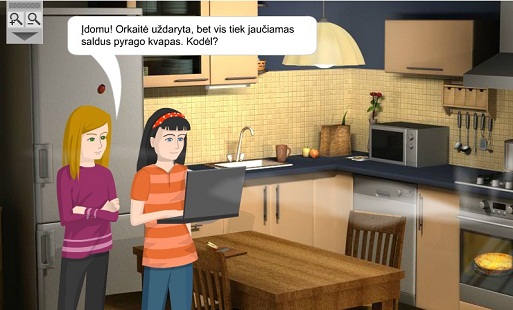 Įdomu! Orkaitė uždaryta, bet vis tiek jaučiamas
saldus pyrago kvapas. Kodėl?